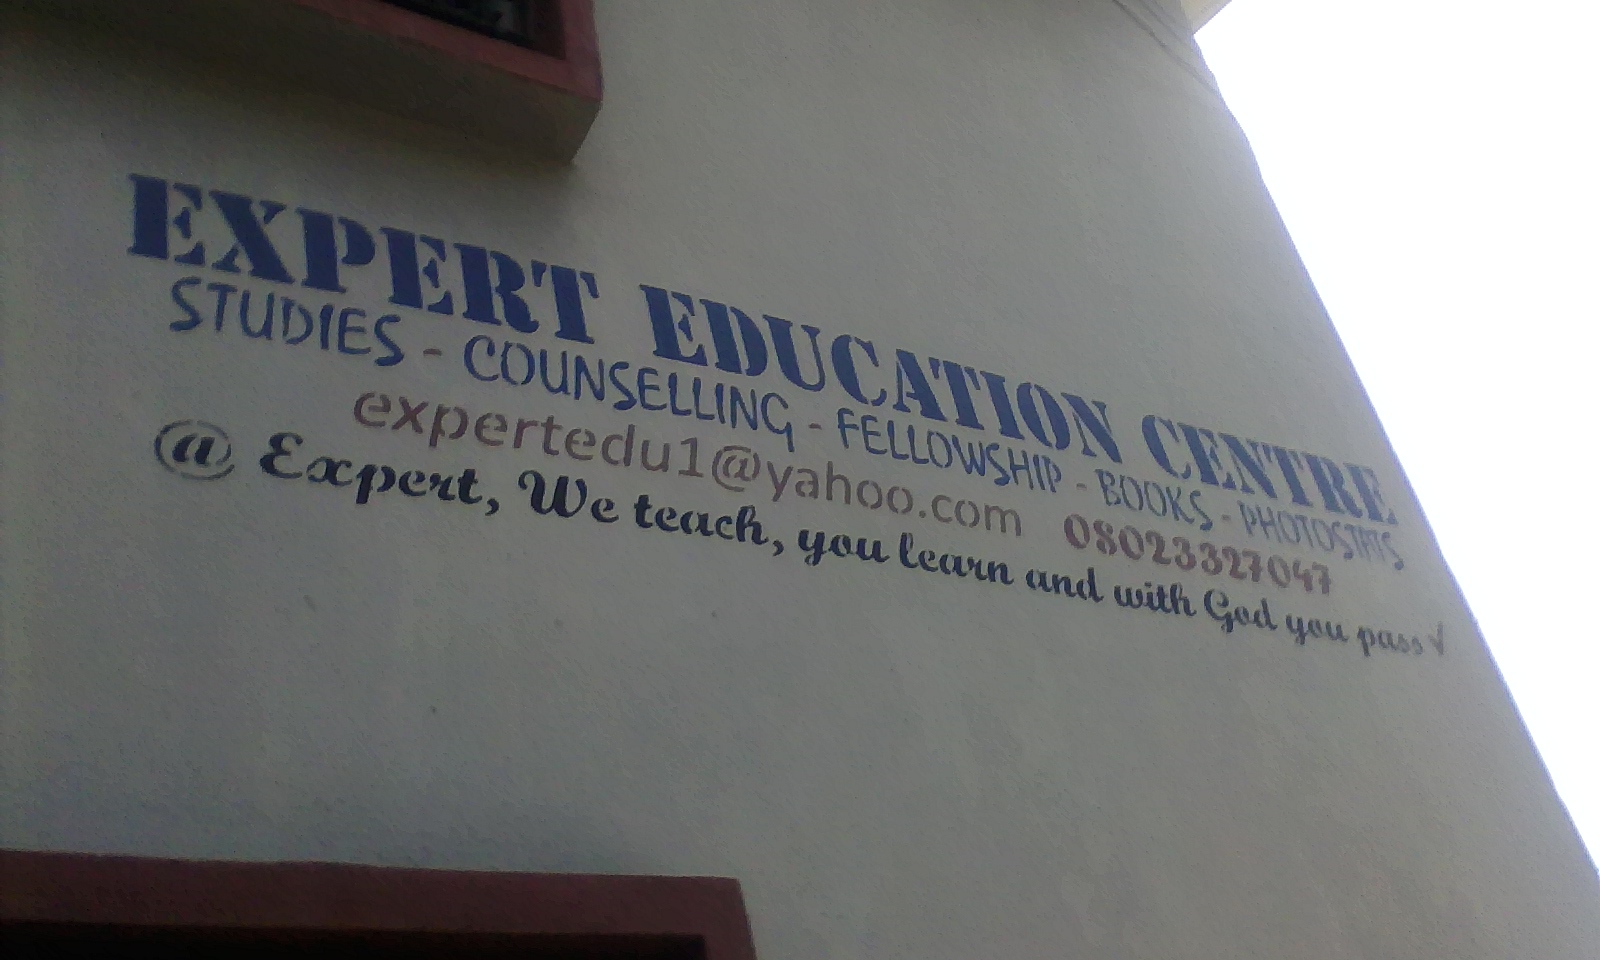 EXPERT EDUCATION CENTRE
STUDIES - COUNSELLING - FELLOWSHIP - BOOKS - PHOTOSTATS
expertedu1@yahoo.com 08023327047
@ Expert, We teach, you learn and with God you pass √